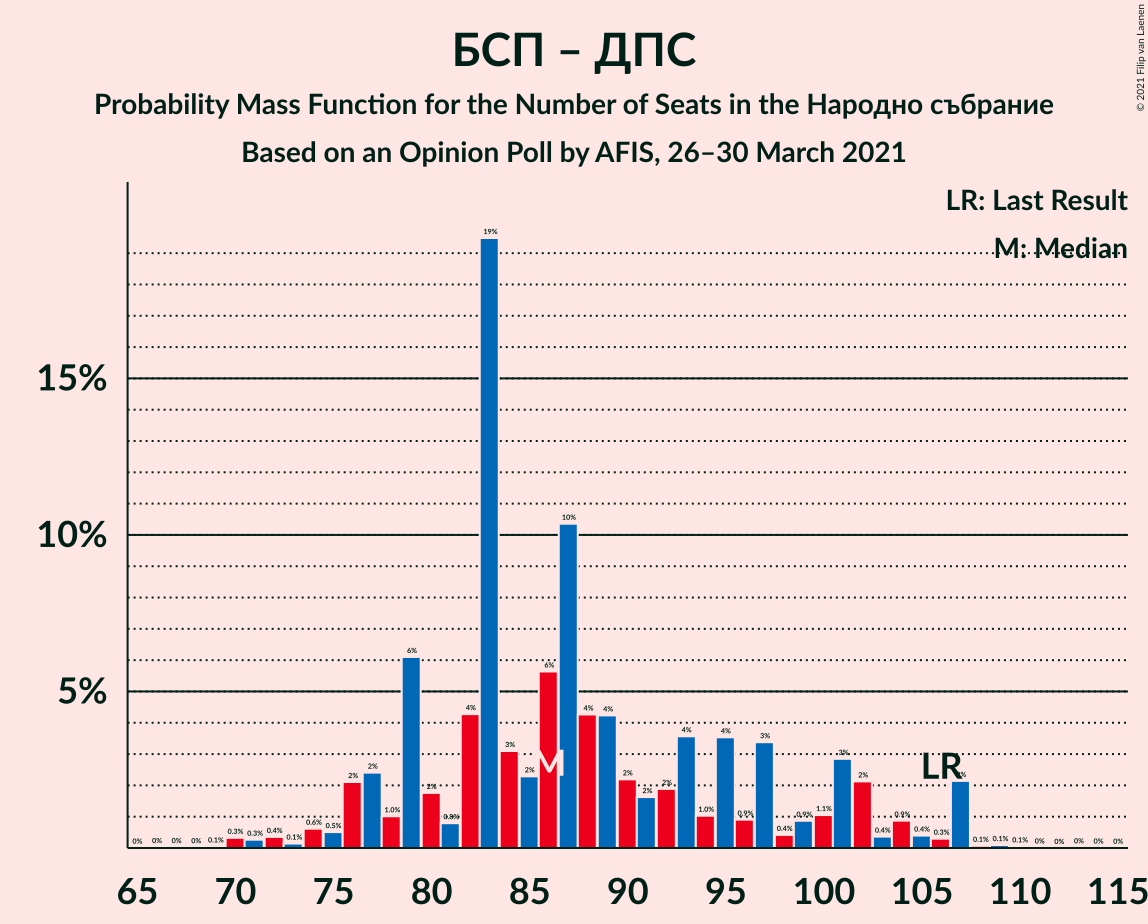 БСП – ДПС
Probability Mass Function for the Number of Seats in the Народно събрание
Based on an Opinion Poll by AFIS, 26–30 March 2021
© 2021 Filip van Laenen
LR: Last Result
M: Median
15%
10%
5%
0% 0% 0% 0% 0.1% 0.3% 0.3% 0.4% 0.1% 0.6% 0.5% 2% 2% 1.0% 6% 2% 0.8% 4% 19% 3% 2% 6% 10% 4% 4% 2% 2% 2% 4% 1.0% 4% 0.9% 3% 0.4% 0.9% 1.1% 3% 2% 0.4% 0.9% 0.4% 0.3% 0.1% 0.1% 0.1% 0% 0% 0% 0% 0%
M
LR
65 70 75 80 85 90 95 100 105 110 115